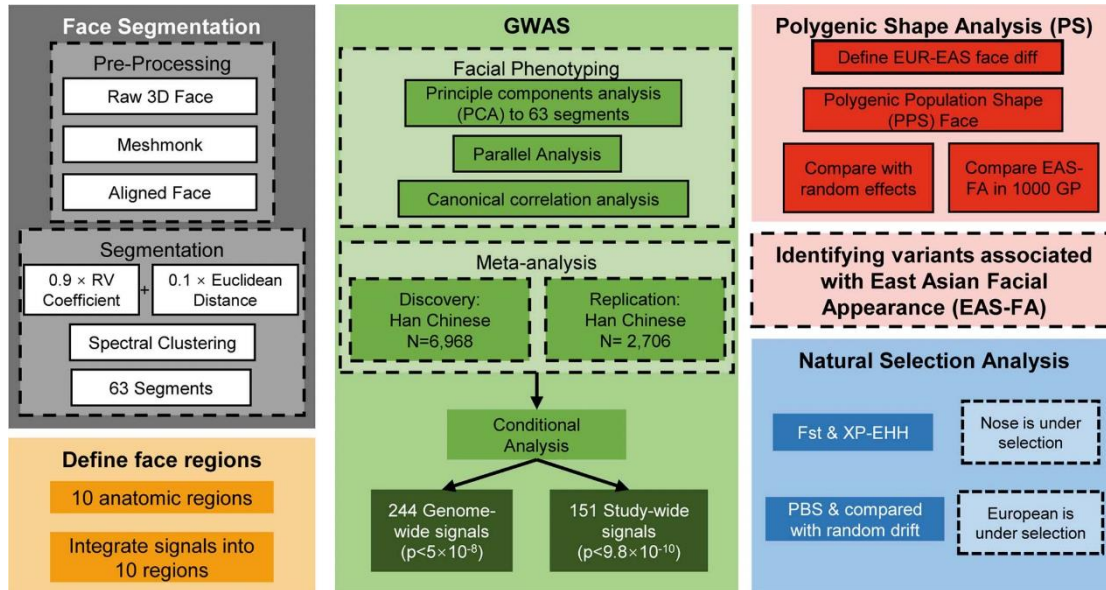 Face Segmentation
Pre-Processing
Raw 3D Face
Meshmonk
Aligned Face
Segmentation
0.9 × RV
Coefficient
+
0.1 × Euclidean
Distance
Spectral Clustering
63 Segments
Define face regions
10 anatomic regions
Integrate signals into
10 regions
GWAS
Facial Phenotyping
Principle components analysis
(PCA) to 63 segments
Parallel Analysis
Canonical correlation analysis
Meta-analysis
Discovery:
Han Chinese
N=6,968
Replication:
Han Chinese
N= 2,706
Conditional
Analysis
244 Genome-
wide signals
(p<5×10⁻⁸)
151 Study-wide
signals
(p<9.8×10⁻¹⁰)
Polygenic Shape Analysis (PS)
Define EUR-EAS face diff
Polygenic Population Shape
(PPS) Face
Compare with
random effects
Compare EAS-
FA in 1000 GP
Identifying variants associated
with East Asian Facial
Appearance (EAS-FA)
Natural Selection Analysis
Fst & XP-EHH
Nose is under
selection
PBS & compared
with random drift
European is
under selection